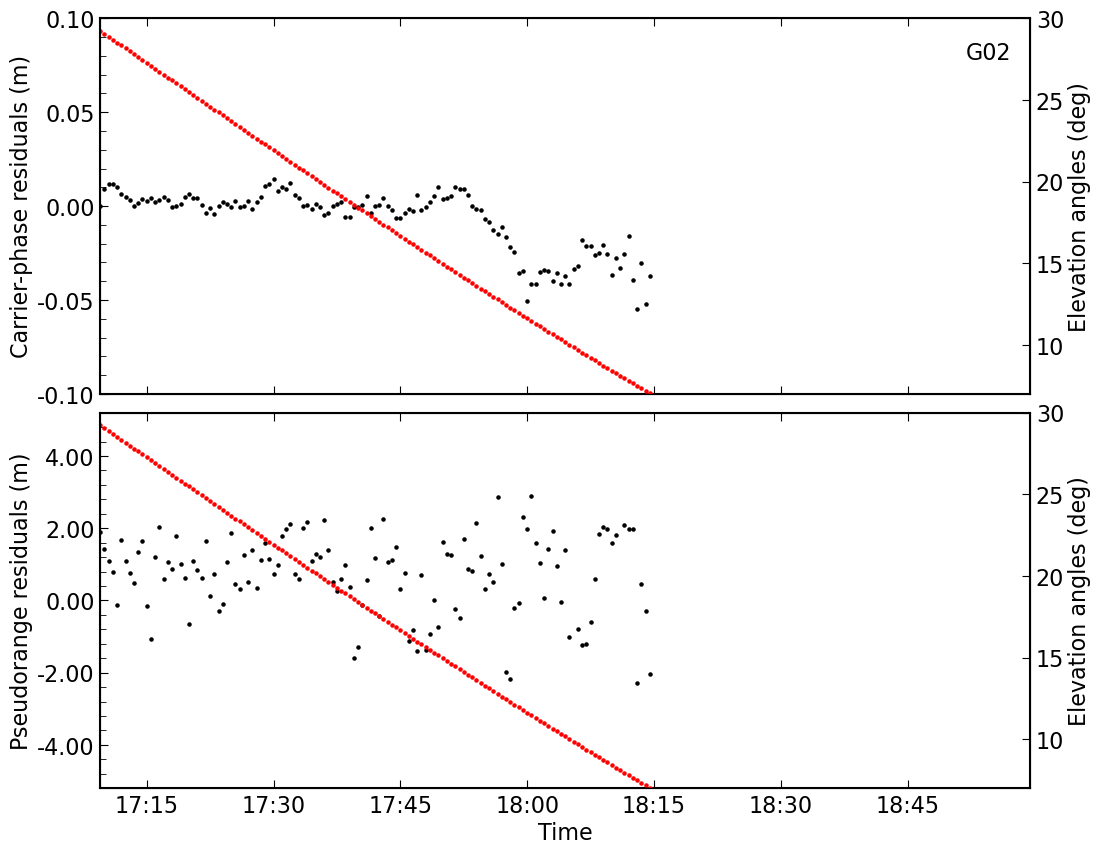 0.10
0.05
0.00
-0.05
-0.10
Carrier-phase residuals (m)
G02
30
25
20
15
10
Elevation angles (deg)
4.00
2.00
0.00
-2.00
-4.00
Pseudorange residuals (m)
30
25
20
15
10
Elevation angles (deg)
17:15 17:30 17:45 18:00 18:15 18:30 18:45
Time